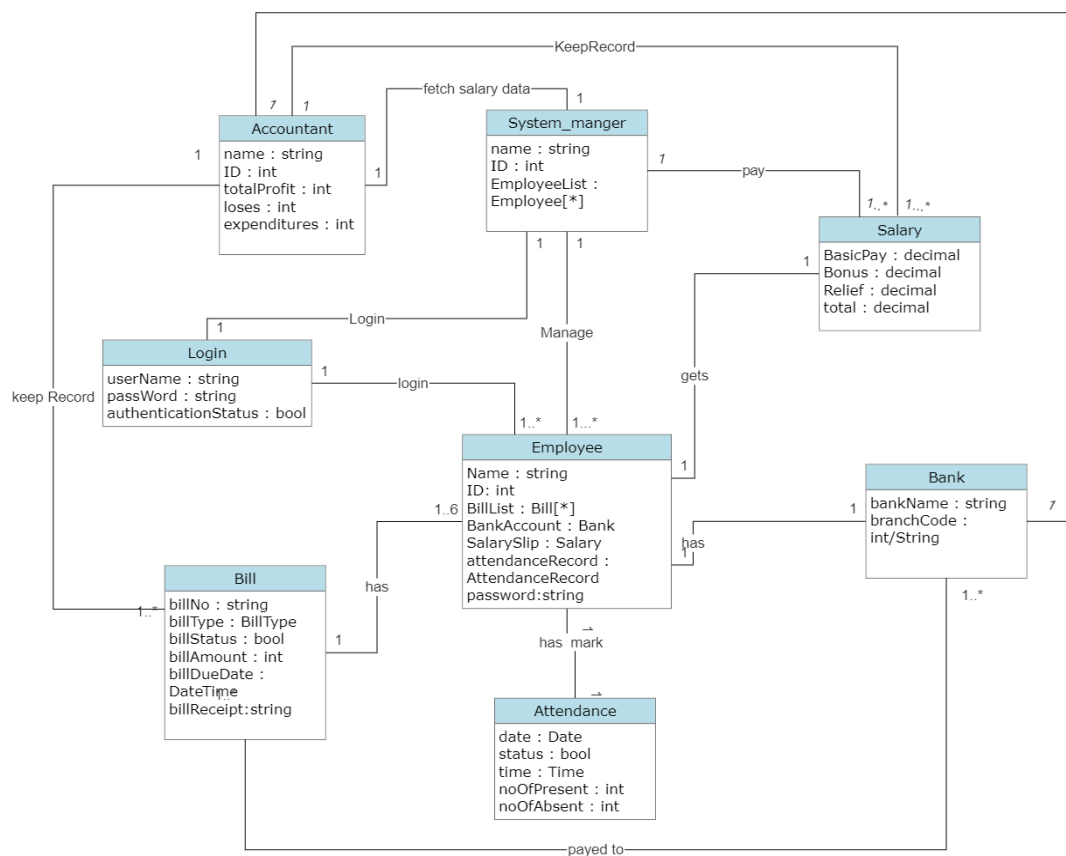 KeepRecord
fetch salary data
1
1
1
Accountant
name : string
ID : int
totalProfit : int
loses : int
expenditures : int
1
1
System_manger
name : string
ID : int
EmployeeList :
Employee[*]
1
pay
1..*
1...*
Salary
BasicPay : decimal
Bonus : decimal
Relief : decimal
total : decimal
1
1
1
1
Login
1
Manage
Login
userName : string
passWord : string
authenticationStatus : bool
1
login
gets
keep Record
1..*
1...*
Employee
Name : string
ID: int
BillList : Bill[*]
BankAccount : Bank
SalarySlip : Salary
attendanceRecord :
AttendanceRecord
password:string
1
1..6
1
has
1
Bank
bankName : string
branchCode :
int/String
1
1..*
has
1..*
Bill
billNo : string
billType : BillType
billStatus : bool
billAmount : int
billDueDate :
DateTime
billReceipt:string
1..*
1
1
has mark
1
Attendance
date : Date
status : bool
time : Time
noOfPresent : int
noOfAbsent : int
payed to